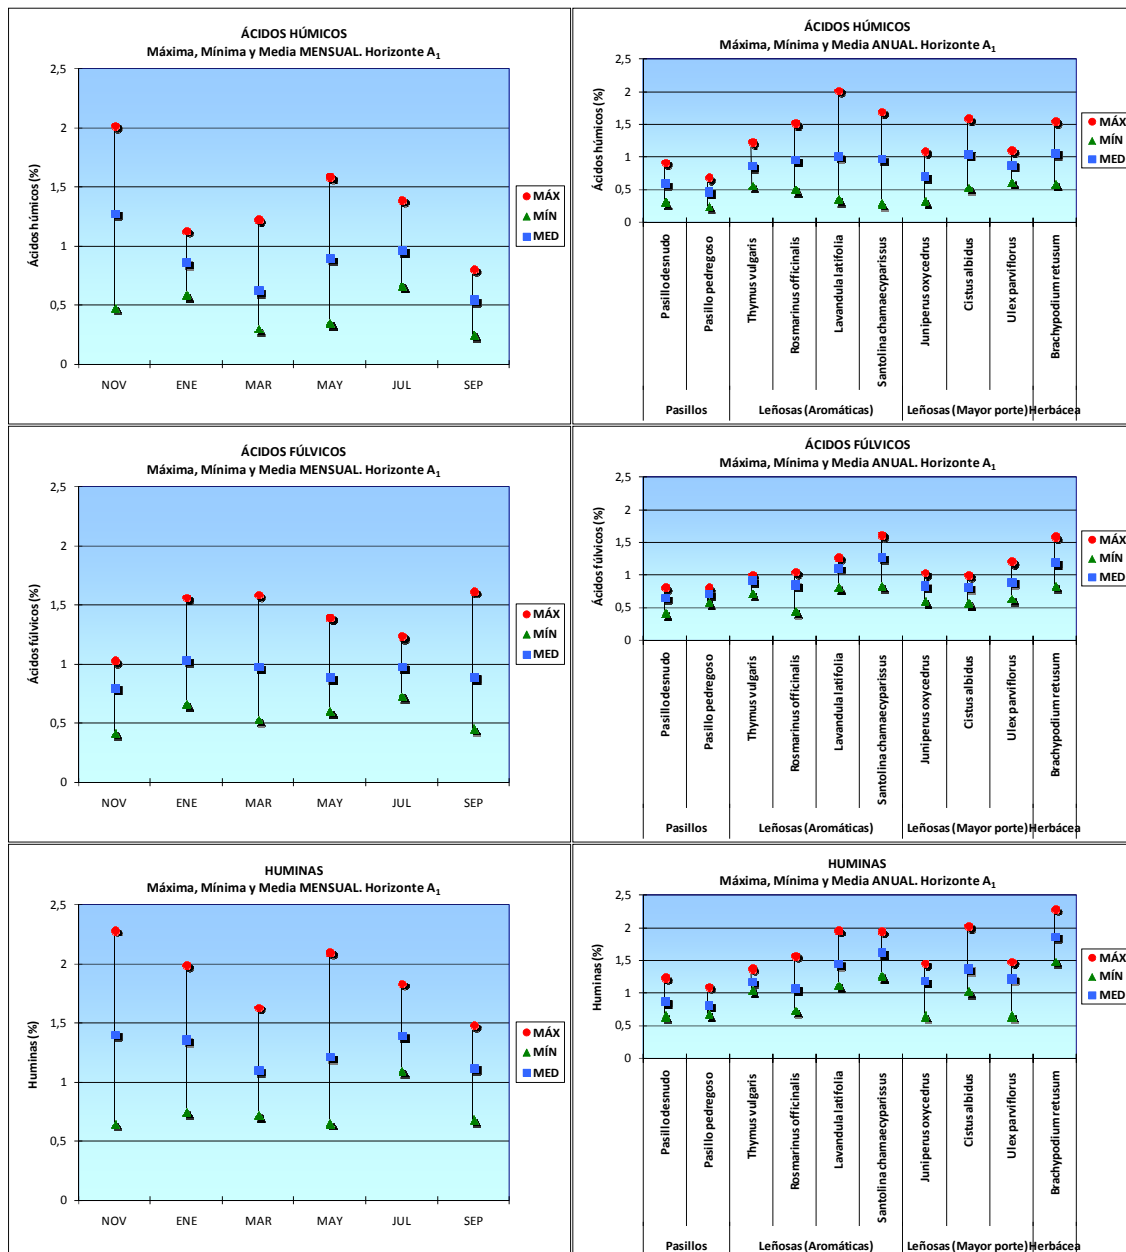 ÁCIDOS HÚMICOS
Máxima, Mínima y Media MENSUAL. Horizonte A₁
Ácidos húmicos (%)
2,5
2
1,5
1
0,5
0
NOV ENE MAR MAY JUL SEP
MÁX
MÍN
MED
ÁCIDOS HÚMICOS
Máxima, Mínima y Media ANUAL. Horizonte A₁
Ácidos húmicos (%)
2,5
2
1,5
1
0,5
0
Pasillo desnudo
Pasillo pedregoso
Thymus vulgaris
Rosmarinus officinalis
Lavandula latifolia
Santolina chamaecyparissus
Juniperus oxycedrus
Cistus albidus
Ulex parviflorus
Brachypodium retusum
Pasillos Leñosas (Aromáticas) Leñosas (Mayor porte) Herbácea
MÁX
MÍN
MED
ÁCIDOS FÚLVICOS
Máxima, Mínima y Media MENSUAL. Horizonte A₁
Ácidos fúlvicos (%)
2,5
2
1,5
1
0,5
0
NOV ENE MAR MAY JUL SEP
MÁX
MÍN
MED
ÁCIDOS FÚLVICOS
Máxima, Mínima y Media ANUAL. Horizonte A₁
Ácidos fúlvicos (%)
2,5
2
1,5
1
0,5
0
Pasillo desnudo
Pasillo pedregoso
Thymus vulgaris
Rosmarinus officinalis
Lavandula latifolia
Santolina chamaecyparissus
Juniperus oxycedrus
Cistus albidus
Ulex parviflorus
Brachypodium retusum
Pasillos Leñosas (Aromáticas) Leñosas (Mayor porte) Herbácea
MÁX
MÍN
MED
HUMINAS
Máxima, Mínima y Media MENSUAL. Horizonte A₁
Huminas (%)
2,5
2
1,5
1
0,5
0
NOV ENE MAR MAY JUL SEP
MÁX
MÍN
MED
HUMINAS
Máxima, Mínima y Media ANUAL. Horizonte A₁
Huminas (%)
2,5
2
1,5
1
0,5
0
Pasillo desnudo
Pasillo pedregoso
Thymus vulgaris
Rosmarinus officinalis
Lavandula latifolia
Santolina chamaecyparissus
Juniperus oxycedrus
Cistus albidus
Ulex parviflorus
Brachypodium retusum
Pasillos Leñosas (Aromáticas) Leñosas (Mayor porte) Herbácea
MÁX
MÍN
MED